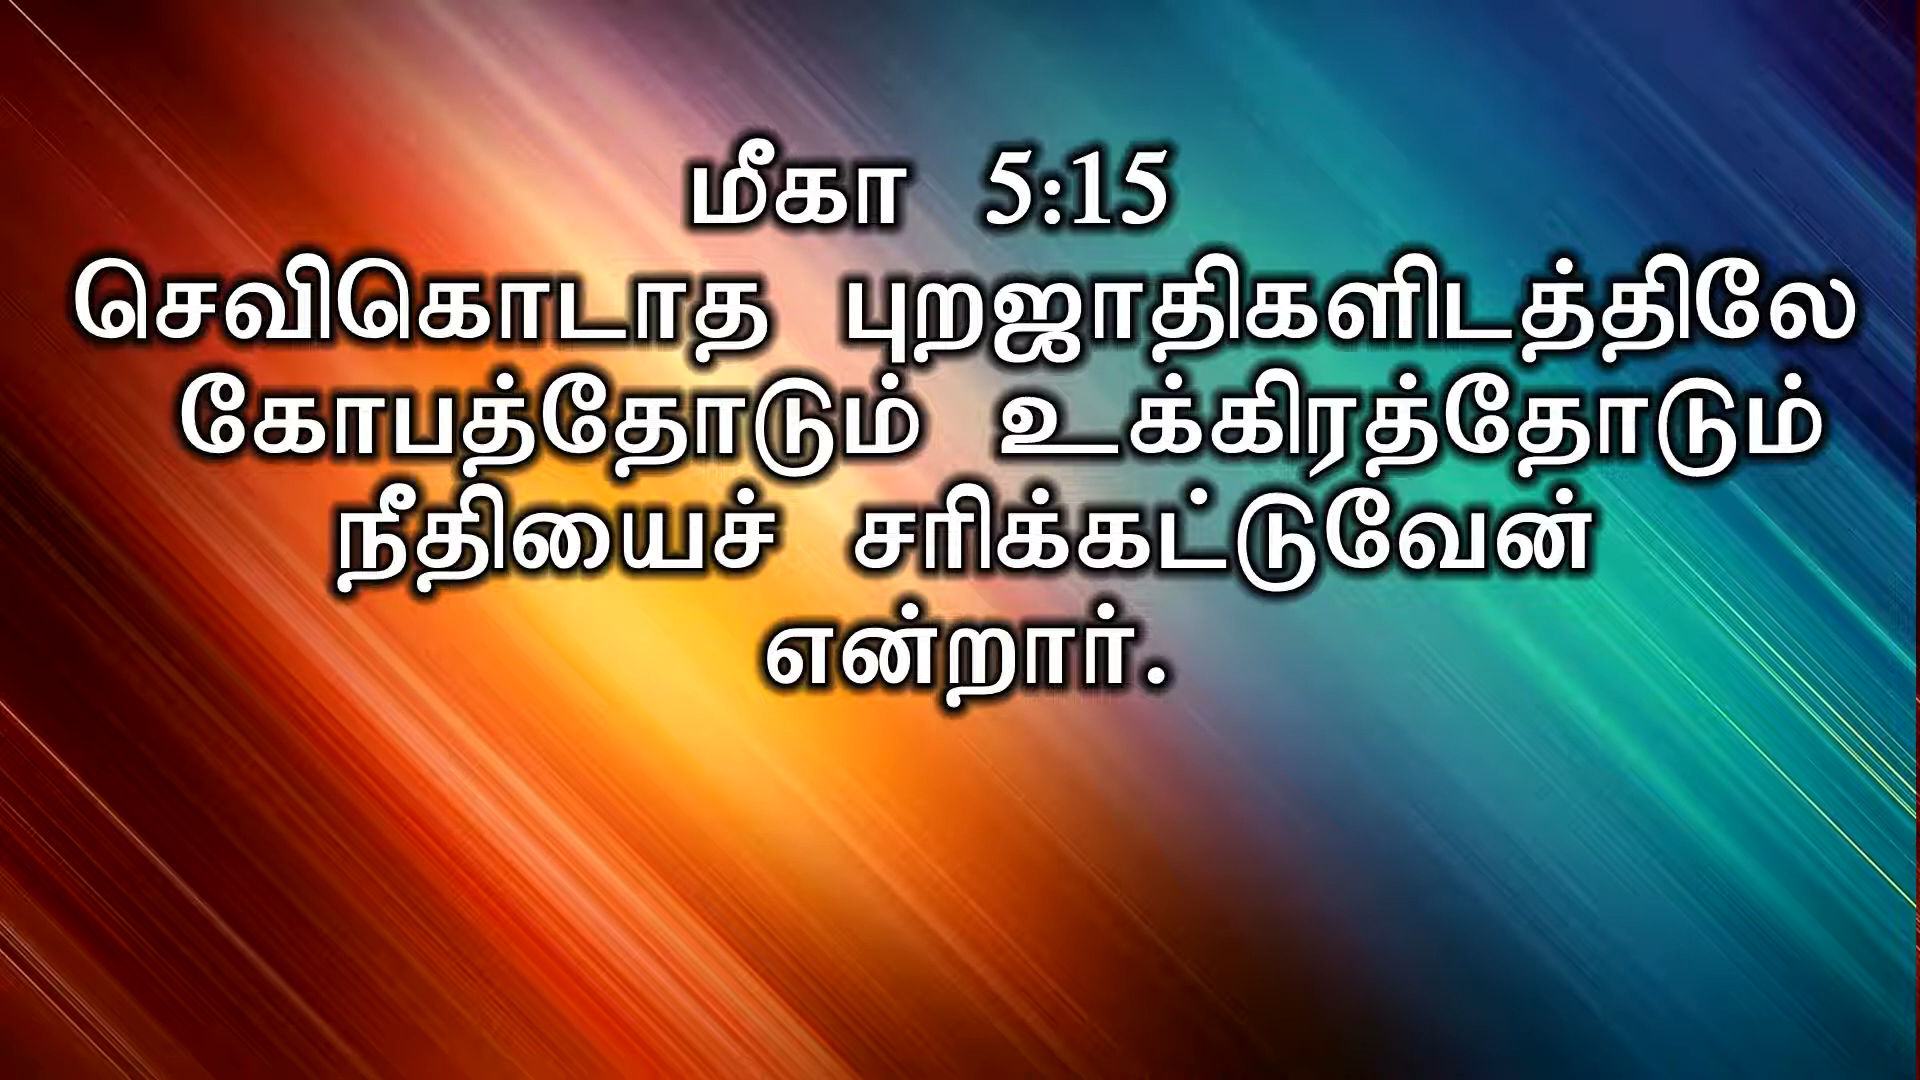 மீகா 5:15
செவிகொடாத புறஜாதிகளிடத்திலே
கோபத்தோடும் உக்கிரத்தோடும்
நீதியைச் சரிக்கட்டுவேன்
என்றார்.